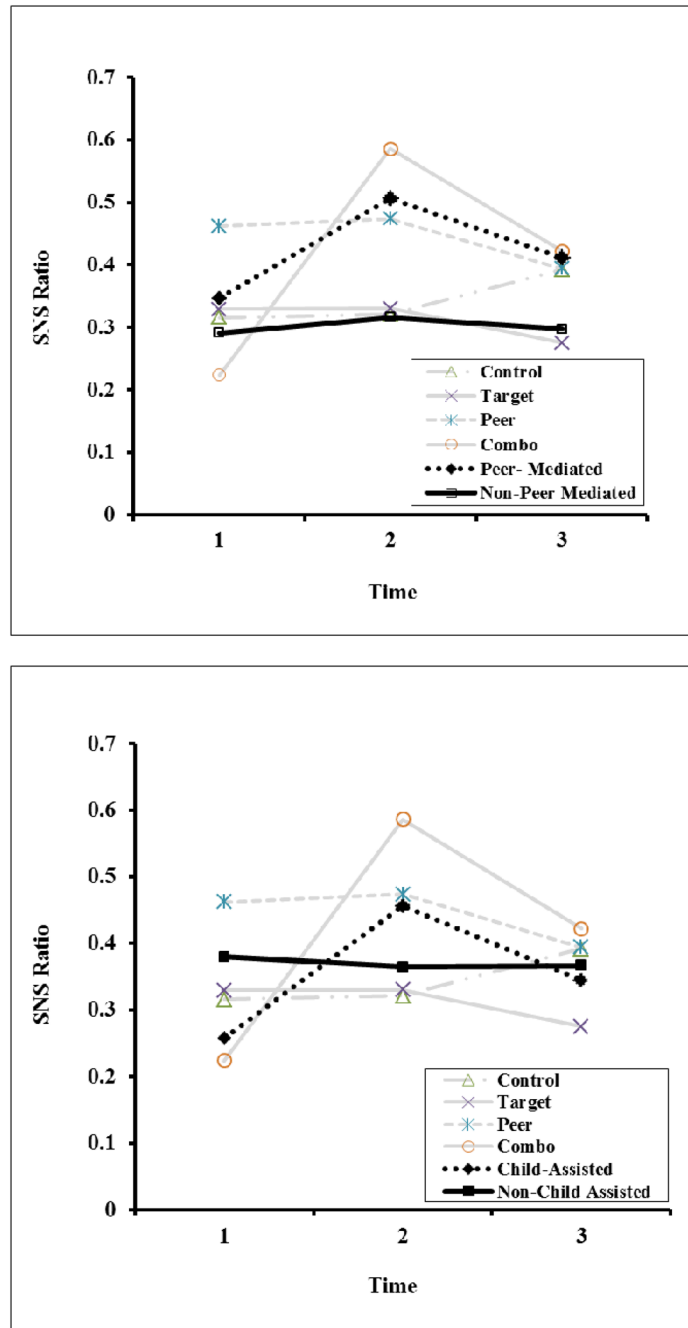 0.7
0.6
0.5
0.4
0.3
0.2
0.1
0
SNS Ratio
Control
Target
Peer
Combo
Peer- Mediated
Non-Peer Mediated
1 2 3
Time
0.7
0.6
0.5
0.4
0.3
0.2
0.1
0
SNS Ratio
Control
Target
Peer
Combo
Child-Assisted
Non-Child Assisted
1 2 3
Time